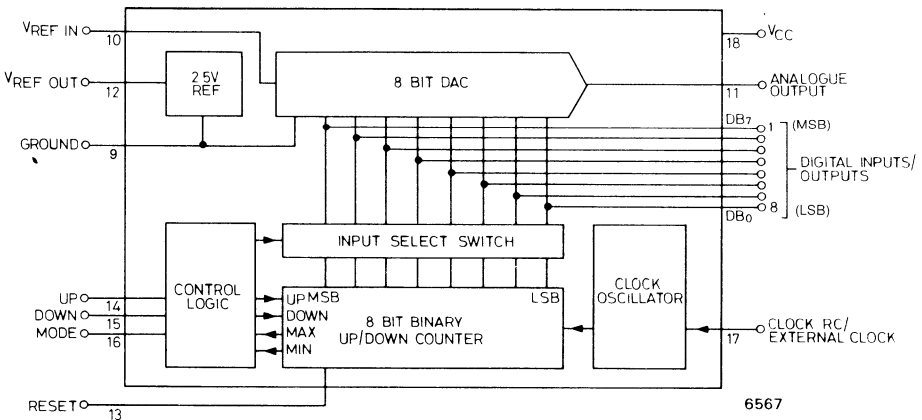 VREF IN
10
VREF OUT
12
2.5V
REF
GROUND
9
8 BIT DAC
18
VCC
11
ANALOGUE
OUTPUT
DB7
1
(MSB)
DIGITAL INPUTS/
OUTPUTS
DB0
8
(LSB)
INPUT SELECT SWITCH
CONTROL
LOGIC
UP
14
DOWN
15
MODE
16
UP
MSB
LSB
DOWN
MAX
MIN
8 BIT BINARY
UP/DOWN COUNTER
CLOCK
OSCILLATOR
17
CLOCK RC/
EXTERNAL CLOCK
RESET
13
6567